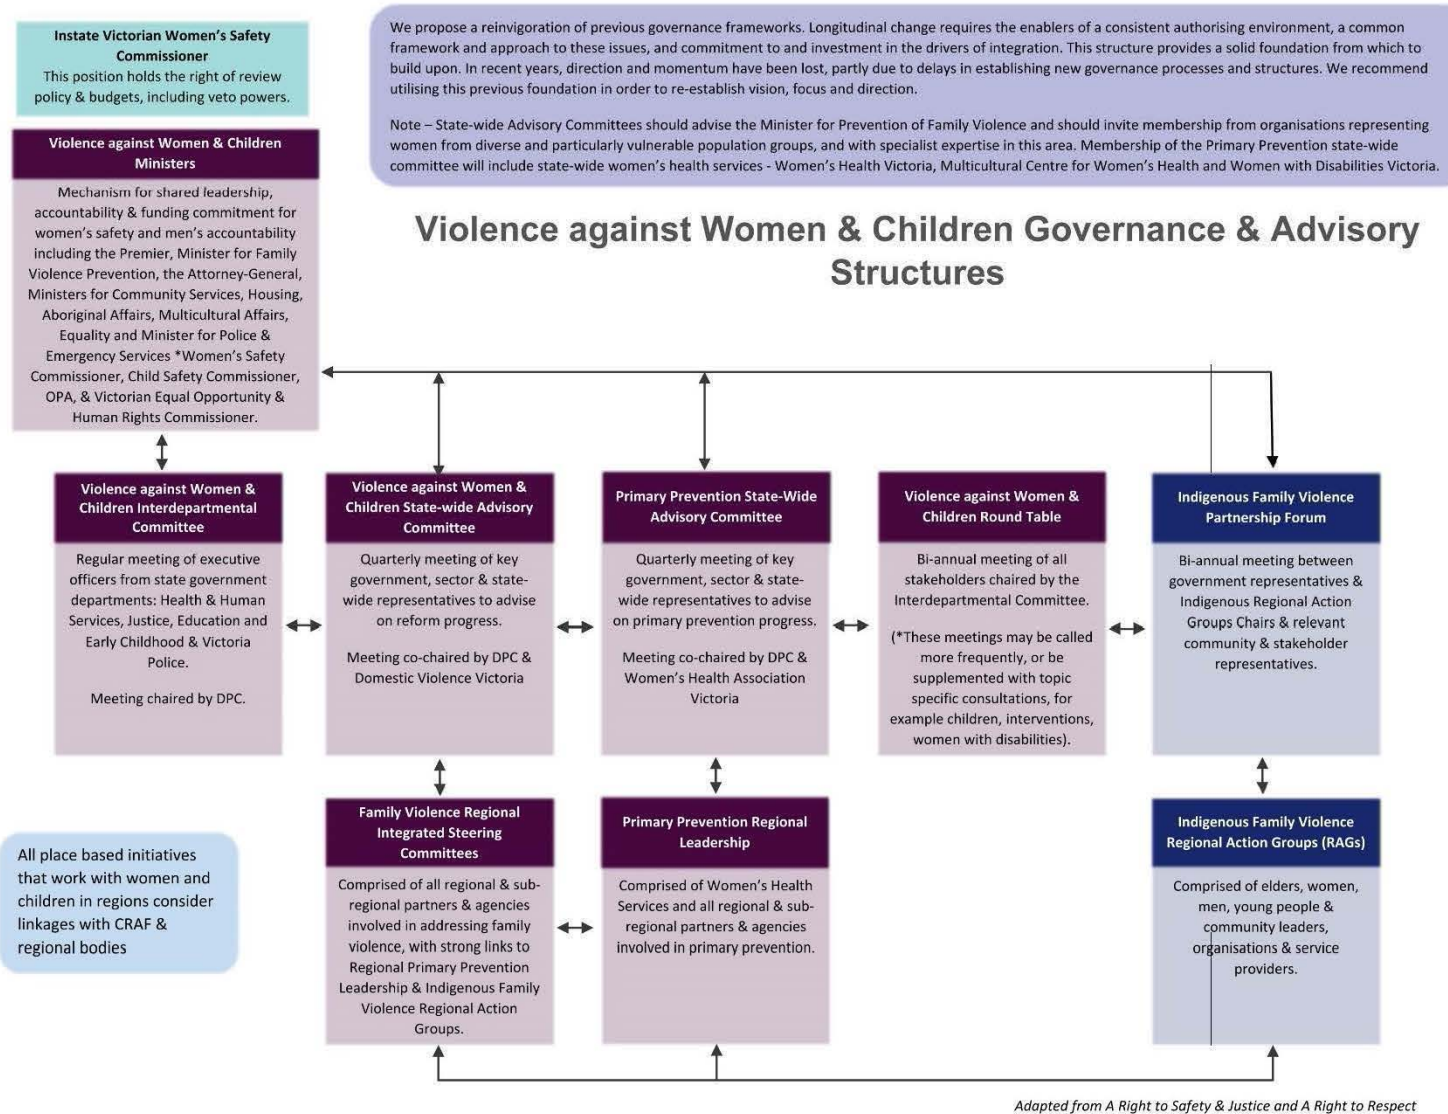 Instate Victorian Women's Safety
Commissioner
This position holds the right of review
policy & budgets, including veto powers.
We propose a reinvigoration of previous governance frameworks. Longitudinal change requires the enablers of a consistent authorising environment, a common
framework and approach to these issues, and commitment to and investment in the drivers of integration. This structure provides a solid foundation from which to
build upon. In recent years, direction and momentum have been lost, partly due to delays in establishing new governance processes and structures. We recommend
utilising this previous foundation in order to re-establish vision, focus and direction.
Note – State-wide Advisory Committees should advise the Minister for Prevention of Family Violence and should invite membership from organisations representing
women from diverse and particularly vulnerable population groups, and with specialist expertise in this area. Membership of the Primary Prevention state-wide
committee will include state-wide women's health services - Women's Health Victoria, Multicultural Centre for Women's Health and Women with Disabilities Victoria.
Violence against Women & Children Governance & Advisory
Structures
Violence against Women & Children
Ministers
Mechanism for shared leadership,
accountability & funding commitment for
women's safety and men's accountability
including the Premier, Minister for Family
Violence Prevention, the Attorney-General,
Ministers for Community Services, Housing,
Aboriginal Affairs, Multicultural Affairs,
Equality and Minister for Police &
Emergency Services *Women's Safety
Commissioner, Child Safety Commissioner,
OPA, & Victorian Equal Opportunity &
Human Rights Commissioner.
Violence against Women &
Children Interdepartmental
Committee
Regular meeting of executive
officers from state government
departments: Health & Human
Services, Justice, Education and
Early Childhood & Victoria
Police.
Meeting chaired by DPC.
Violence against Women &
Children State-wide Advisory
Committee
Quarterly meeting of key
government, sector & state-
wide representatives to advise
on reform progress.
Meeting co-chaired by DPC &
Domestic Violence Victoria
Primary Prevention State-Wide
Advisory Committee
Quarterly meeting of key
government, sector & state-
wide representatives to advise
on primary prevention progress.
Meeting co-chaired by DPC &
Women's Health Association
Victoria
Violence against Women &
Children Round Table
Bi-annual meeting of all
stakeholders chaired by the
Interdepartmental Committee.
(*These meetings may be called
more frequently, or be
supplemented with topic
specific consultations, for
example children, interventions,
women with disabilities).
Indigenous Family Violence
Partnership Forum
Bi-annual meeting between
government representatives &
Indigenous Regional Action
Groups Chairs & relevant
community & stakeholder
representatives.
All place based initiatives
that work with women and
children in regions consider
linkages with CRAF &
regional bodies
Family Violence Regional
Integrated Steering
Committees
Comprised of all regional & sub-
regional partners & agencies
involved in addressing family
violence, with strong links to
Regional Primary Prevention
Leadership & Indigenous Family
Violence Regional Action
Groups.
Primary Prevention Regional
Leadership
Comprised of Women's Health
Services and all regional & sub-
regional partners & agencies
involved in primary prevention.
Indigenous Family Violence
Regional Action Groups (RAGs)
Comprised of elders, women,
men, young people &
community leaders,
organisations & service
providers.
Adapted from A Right to Safety & Justice and A Right to Respect